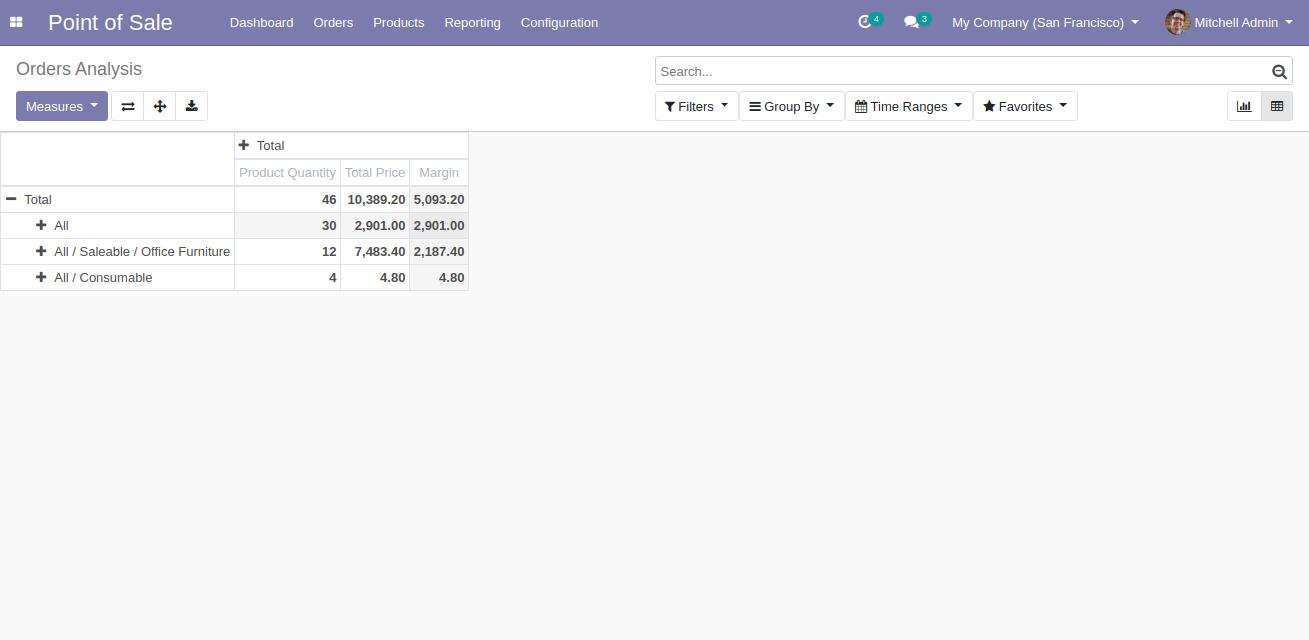 Point of Sale Dashboard Orders Products Reporting Configuration 4 3 My Company (San Francisco) Mitchell Admin
Orders Analysis
Search...
Measures Filters Group By Time Ranges Favorites
Total
Product Quantity Total Price Margin
Total 46 10,389.20 5,093.20
All 30 2,901.00 2,901.00
All / Saleable / Office Furniture 12 7,483.40 2,187.40
All / Consumable 4 4.80 4.80